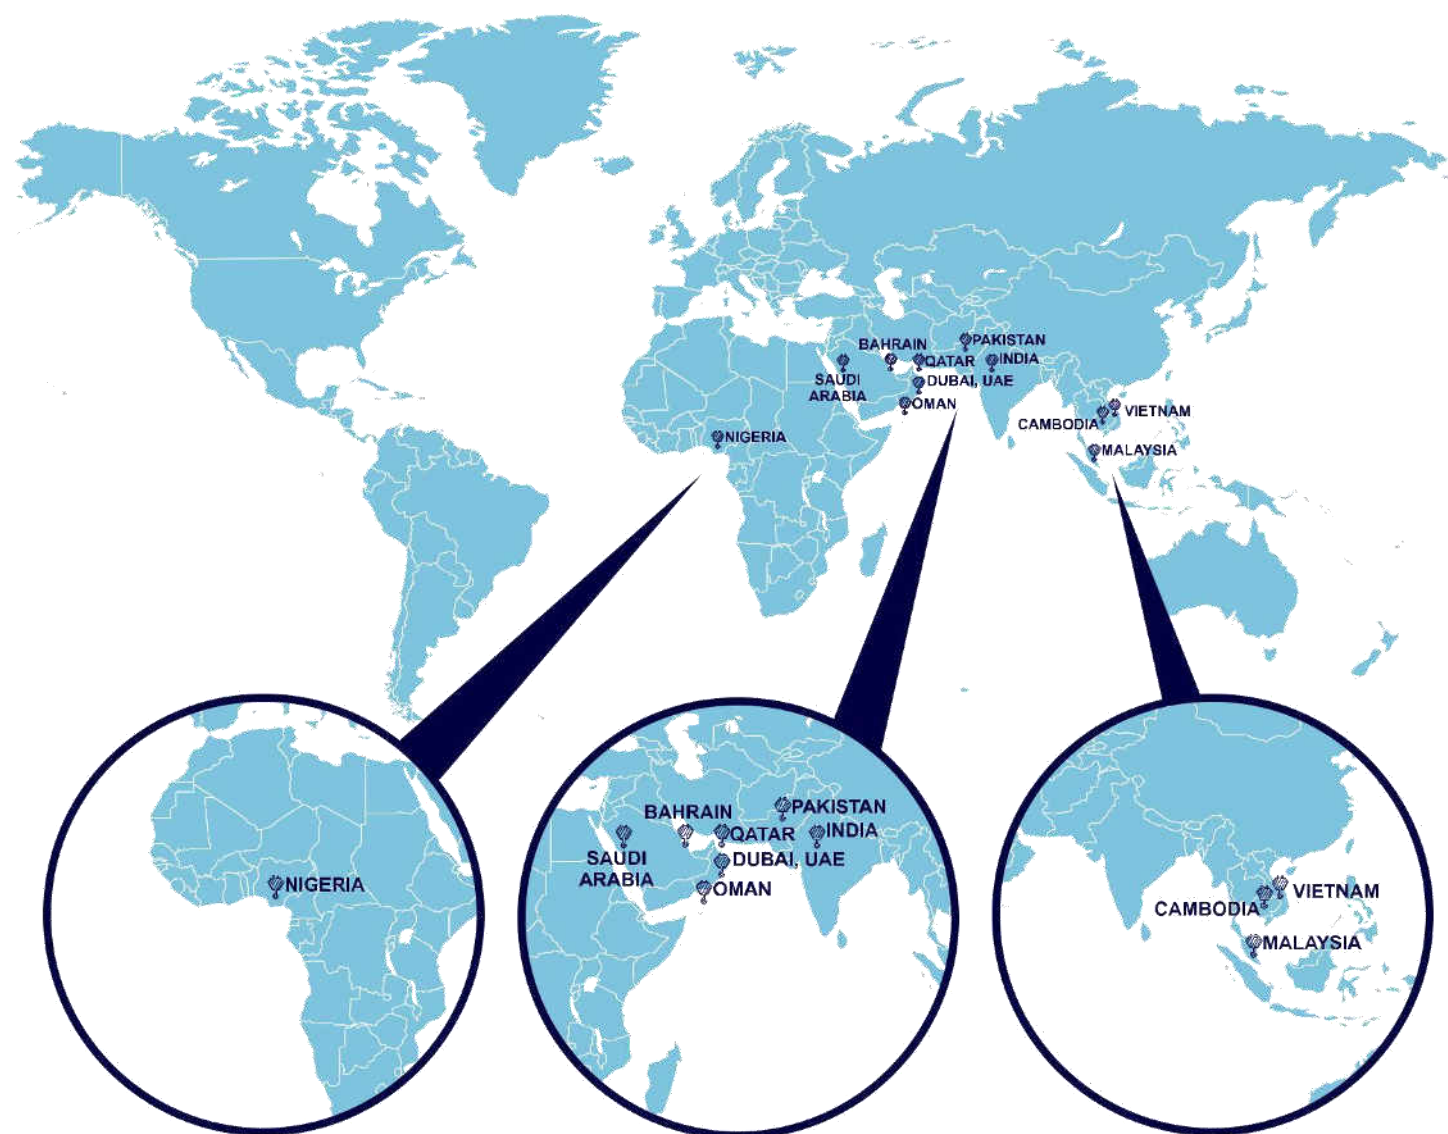 BAHRAIN
PAKISTAN
QATAR
INDIA
SAUDI
ARABIA
DUBAI, UAE
OMAN
VIETNAM
CAMBODIA
NIGERIA
MALAYSIA
NIGERIA
BAHRAIN
PAKISTAN
QATAR
INDIA
SAUDI
ARABIA
DUBAI, UAE
OMAN
VIETNAM
CAMBODIA
MALAYSIA